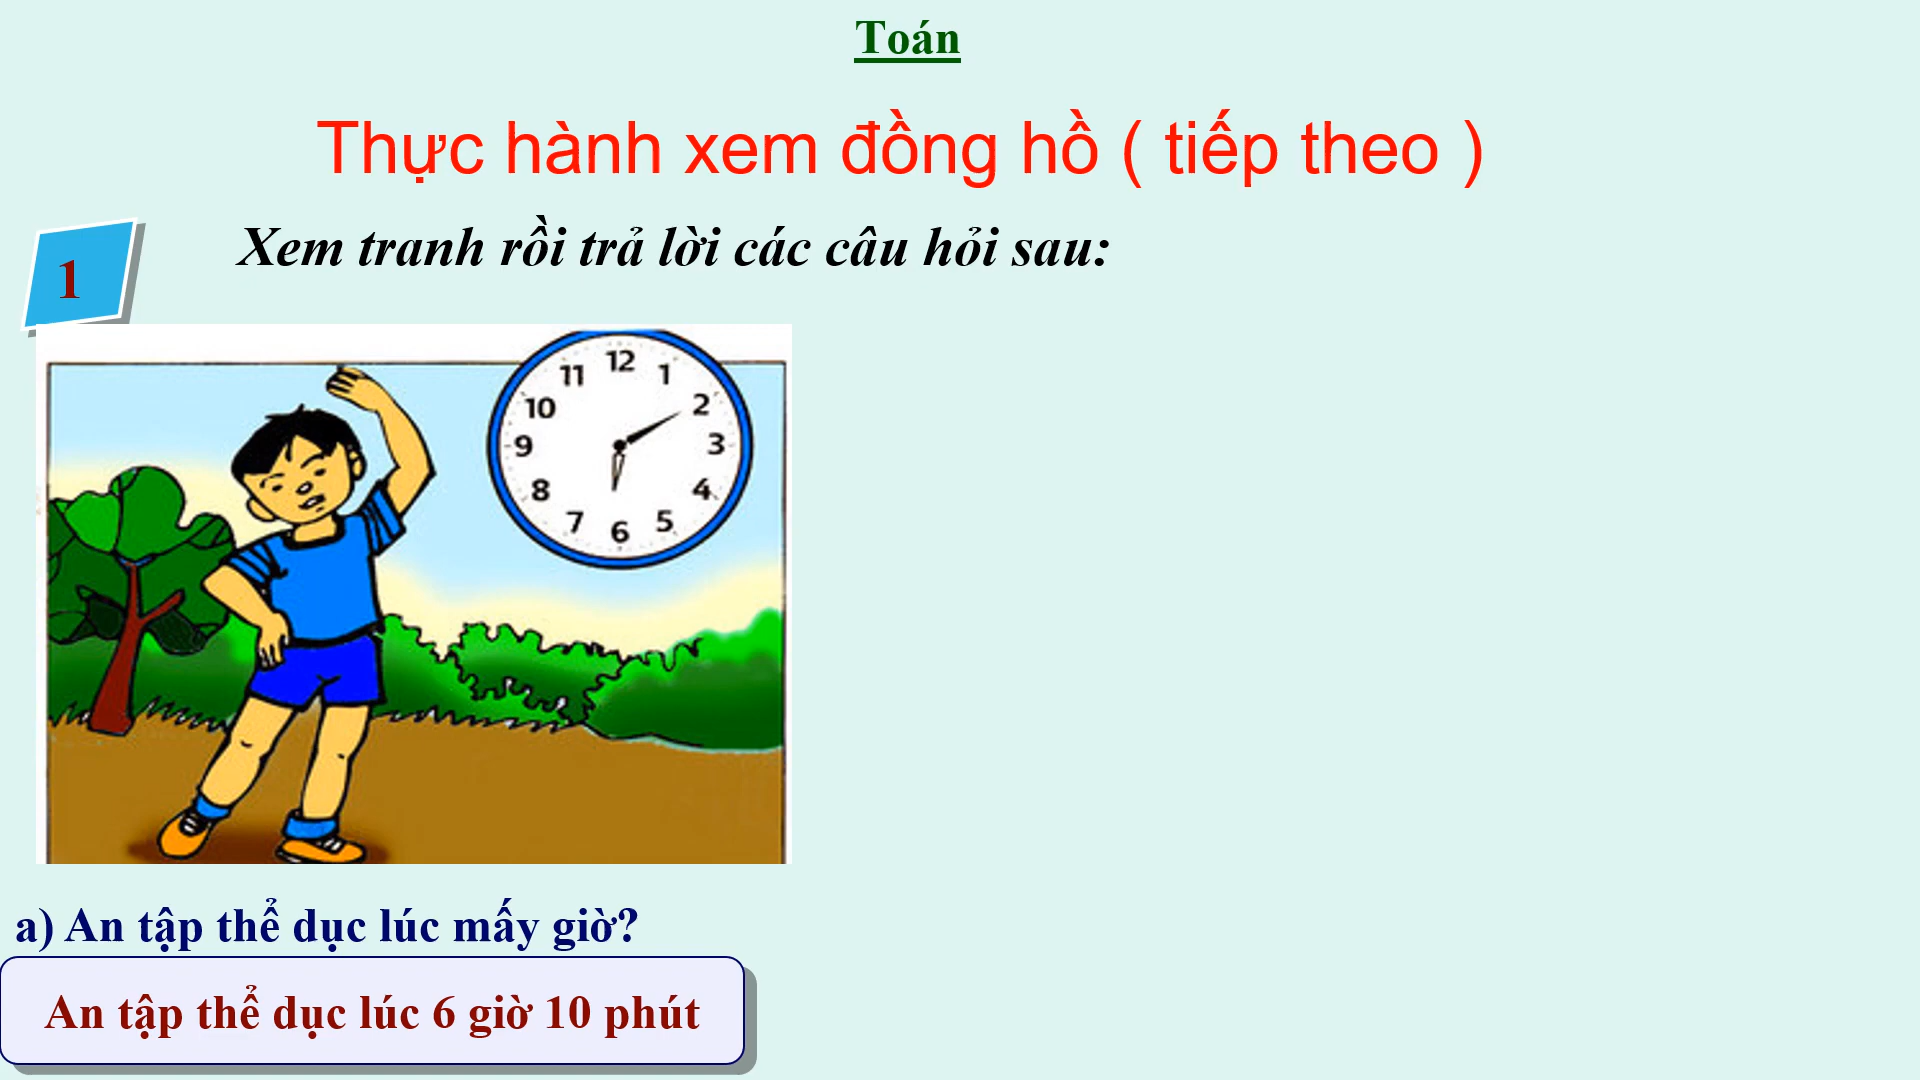 Toán
Thực hành xem đồng hồ ( tiếp theo )
1
Xem tranh rồi trả lời các câu hỏi sau:
12
11
1
10
2
9
3
8
4
7
5
6
a) An tập thể dục lúc mấy giờ?
An tập thể dục lúc 6 giờ 10 phút